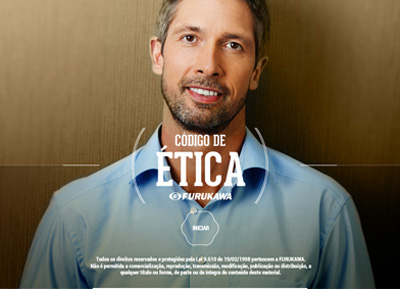 CÓDIGO DE
ÉTICA
FURUKAWA
INICIAR
Todos os direitos reservados e protegidos pela Lei 9.610 de 19/02/1998 pertencem a FURUKAWA.
Não é permitida a comercialização, reprodução, transmissão, modificação, publicação ou distribuição, a
qualquer título ou forma, de parte ou da íntegra do conteúdo deste material.